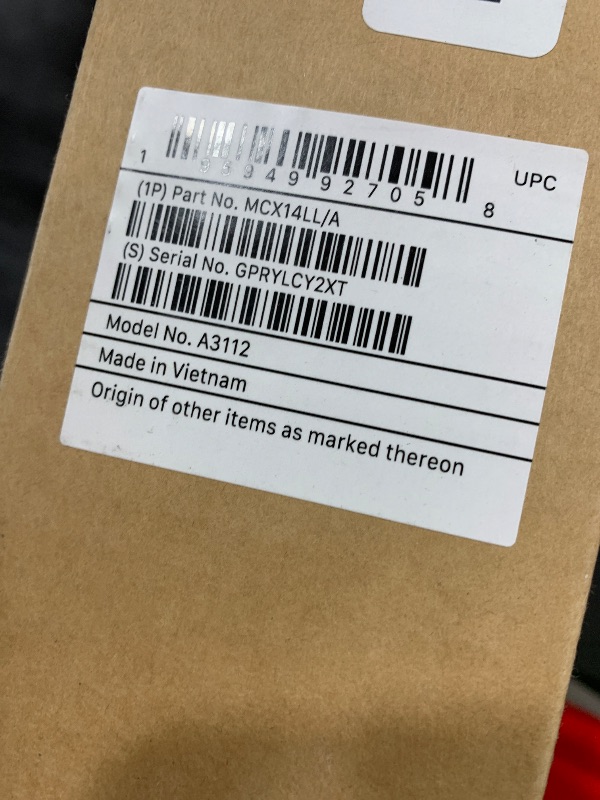 1 95949 92705 8 UPC
(1P) Part No. MCX14LL/A
(S) Serial No. GPRYLCY2XT
Model No. A3112
Made in Vietnam
Origin of other items as marked thereon